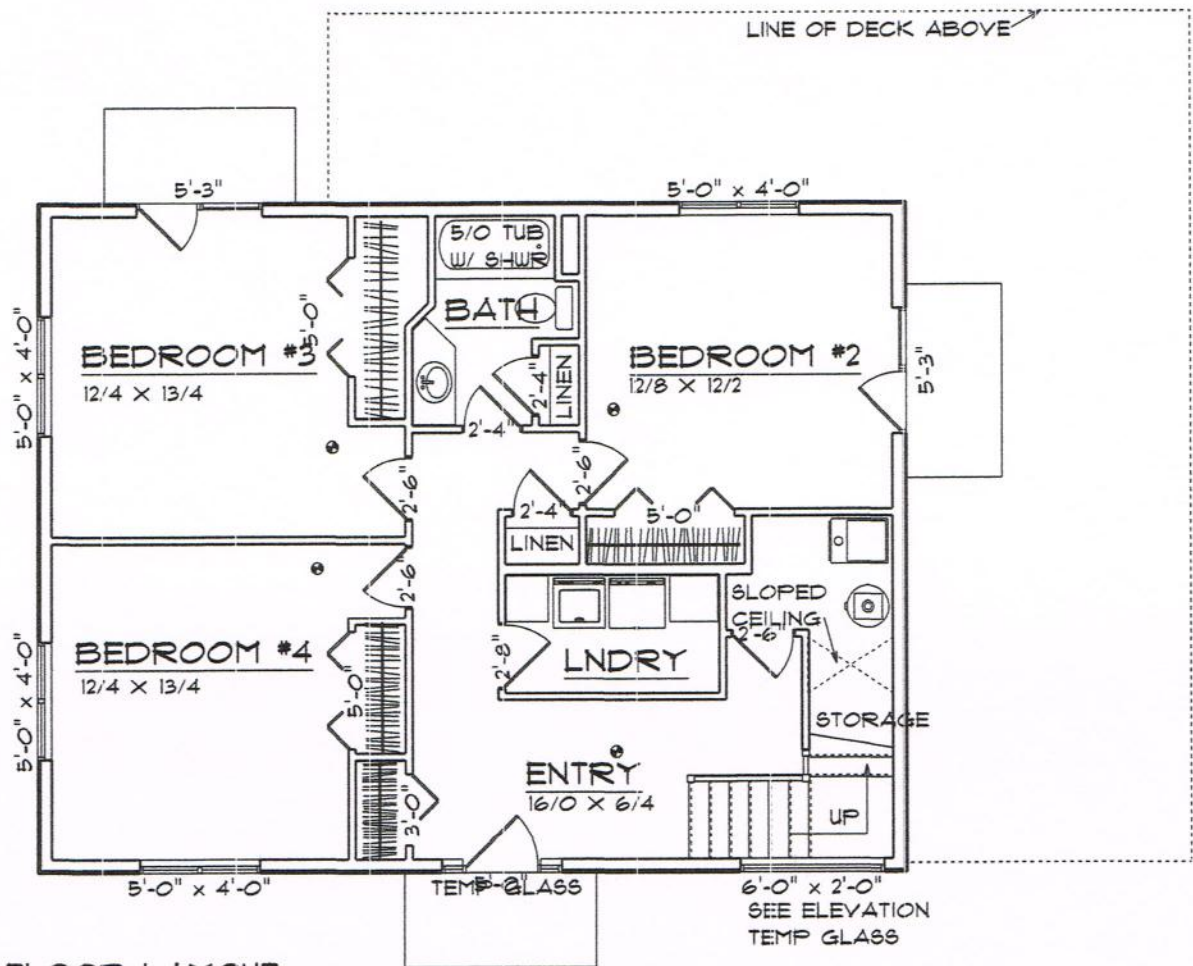 LINE OF DECK ABOVE
5'-3"
5'-0" x 4'-0"
5/0 TUB
W/ SHWR.
BATH
5'-0"
5'-0" x 4'-0"
BEDROOM #3
12/4 X 13/4
BEDROOM #2
12/8 X 12/2
5'-3"
2'-4"
LINEN
2'-4"
2'-6"
2'-6"
2'-4"
LINEN
5'-0"
2'-6"
SLOPED
CEILING
2'-6"
5'-0" x 4'-0"
BEDROOM #4
12/4 X 13/4
5'-0"
2'-8"
LNDRY
STORAGE
ENTRY
16/0 X 6/4
3'-0"
UP
5'-0" x 4'-0"
TEMP GLASS
6'-0" x 2'-0"
SEE ELEVATION
TEMP GLASS